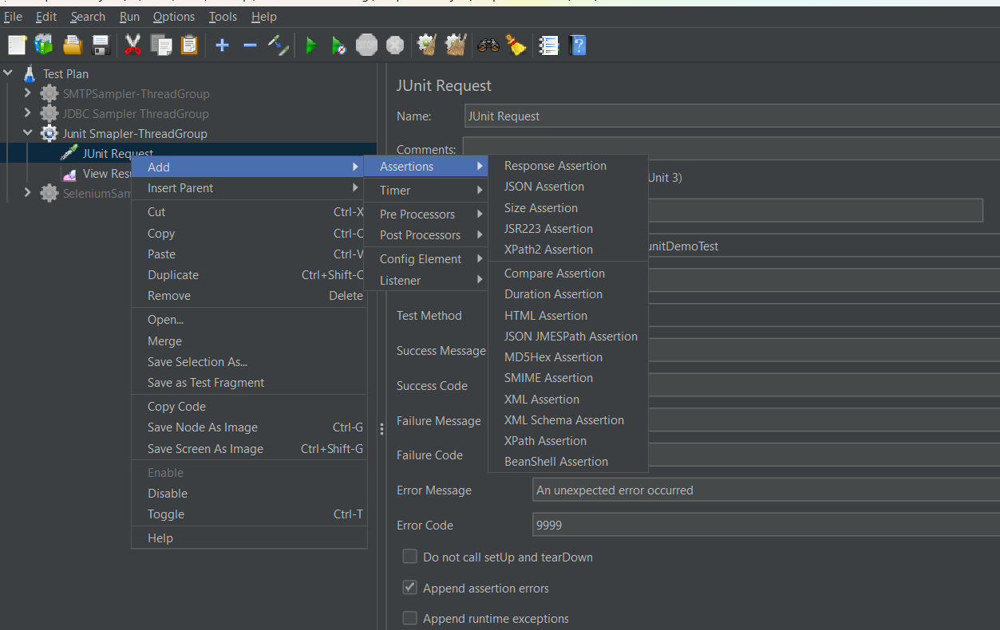 File Edit Search Run Options Tools Help
Test Plan
SMTPSampler-ThreadGroup
JDBC Sampler ThreadGroup
Junit Smapler-ThreadGroup
JUnit Request
View
Add
Insert Parent
Cut Ctrl-X
Copy Ctrl-C
Paste Ctrl-V
Duplicate Ctrl+Shift-C
Remove Delete
Open...
Merge
Save Selection As...
Save as Test Fragment
Copy Code
Save Node As Image Ctrl-G
Save Screen As Image Ctrl+Shift-G
Enable
Disable
Toggle Ctrl-T
Help
Assertions
Timer
Pre Processors
Post Processors
Config Element
Listener
Response Assertion
JSON Assertion
Size Assertion
JSR223 Assertion
XPath2 Assertion
Compare Assertion
Duration Assertion
HTML Assertion
JSON JMESPath Assertion
MD5Hex Assertion
SMIME Assertion
XML Assertion
XML Schema Assertion
XPath Assertion
BeanShell Assertion
JUnit Request
Name: JUnit Request
Comments:
Unit 3)
unitDemoTest
Test Method
Success Message
Success Code
Failure Message
Failure Code
Error Message An unexpected error occurred
Error Code 9999
Do not call setUp and tearDown
Append assertion errors
Append runtime exceptions